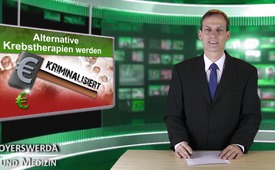 Alternative
Krebstherapien werden
KRIMINALISIERT
€
€
OYERSWERDA
UND MEDIZIN